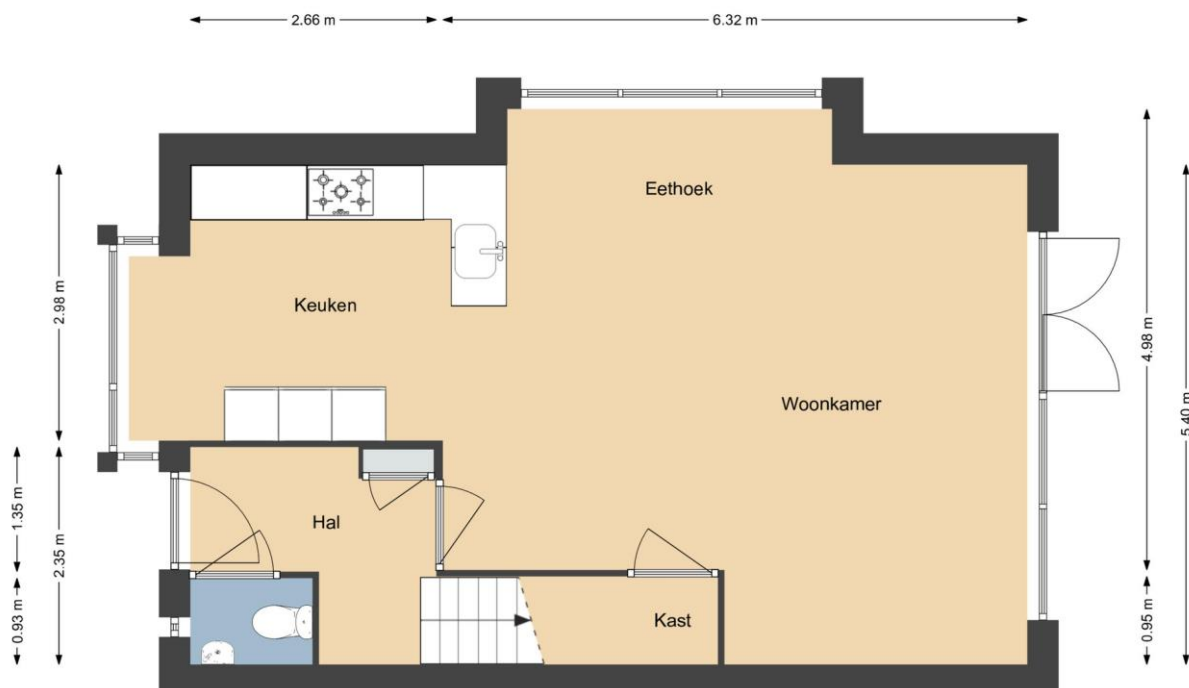 2.66 m
6.32 m
Eethoek
Keuken
Woonkamer
Hal
Kast
2.98 m
1.35 m
2.35 m
0.93 m
4.98 m
5.40 m
0.95 m